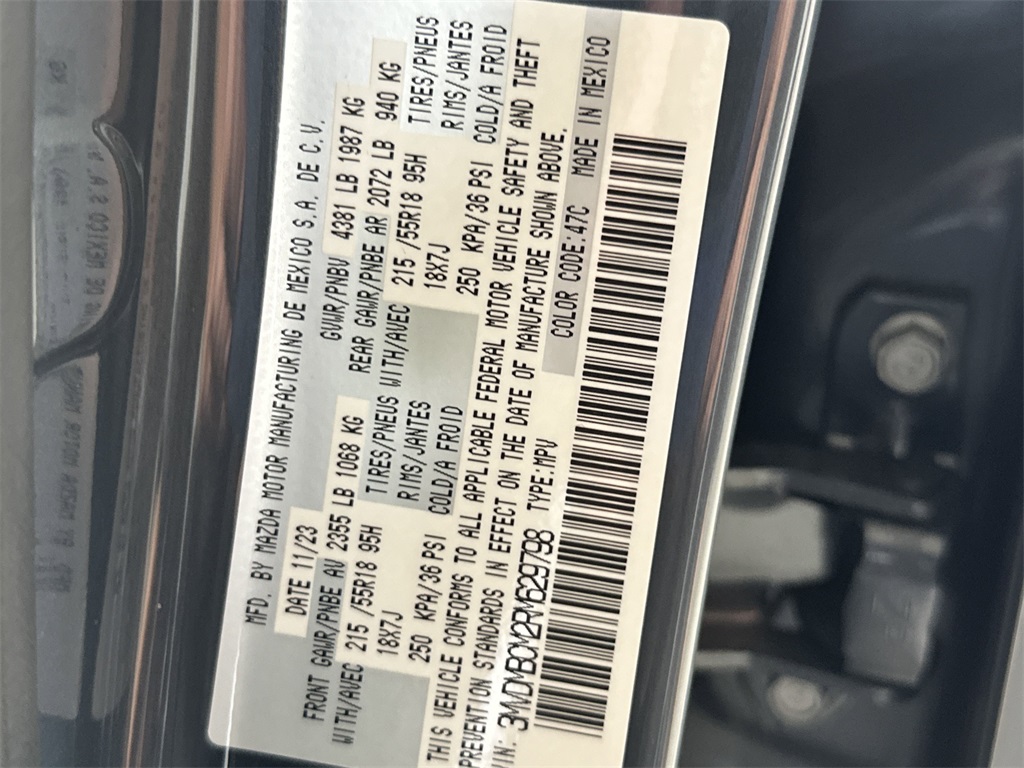 MFD. BY MAZDA MOTOR MANUFACTURING DE MEXICO S.A. DE C.V.
DATE 11/23 GVWR/PNBV 4381 LB 1987 KG
FRONT GAWR/PNBE AV 2355 LB 1068 KG REAR GAWR/PNBE AR 2072 LB 940 KG
WITH/AVEC 215 /55R18 95H TIRES/PNEUS WITH/AVEC 215 /55R18 95H TIRES/PNEUS
18X7J RIMS/JANTES 18X7J RIMS/JANTES
250 KPA/36 PSI COLD/A FROID 250 KPA/36 PSI COLD/A FROID
THIS VEHICLE CONFORMS TO ALL APPLICABLE FEDERAL MOTOR VEHICLE SAFETY AND THEFT
PREVENTION STANDARDS IN EFFECT ON THE DATE OF MANUFACTURE SHOWN ABOVE.
VIN: 3MVDMBCM2RM629798 TYPE:MPV COLOR CODE:47C MADE IN MEXICO